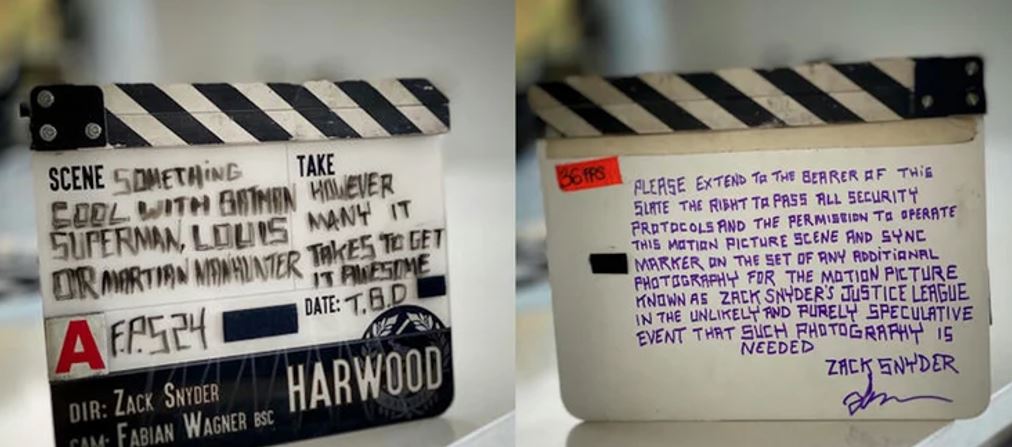 SCENE SOMETHING
COOL WITH BATMAN
SUPERMAN, LOUIS
OR MARTIAN MANHUNTER
TAKE
HOWEVER
MANY IT
TAKES TO GET
IT AWESOME
DATE: T.B.D
A F.P.S 24
HARWOOD
DIR: ZACK SNYDER
CAM: FABIAN WAGNER BSC
36 FPS
PLEASE EXTEND TO THE BEARER OF THIS
SLATE THE RIGHT TO PASS ALL SECURITY
PROTOCOLS AND THE PERMISSION TO OPERATE
THIS MOTION PICTURE SCENE AND SYNC
MARKER ON THE SET OF ANY ADDITIONAL
PHOTOGRAPHY FOR THE MOTION PICTURE
KNOWN AS ZACK SNYDER'S JUSTICE LEAGUE
IN THE UNLIKELY AND PURELY SPECULATIVE
EVENT THAT SUCH PHOTOGRAPHY IS
NEEDED
ZACK SNYDER